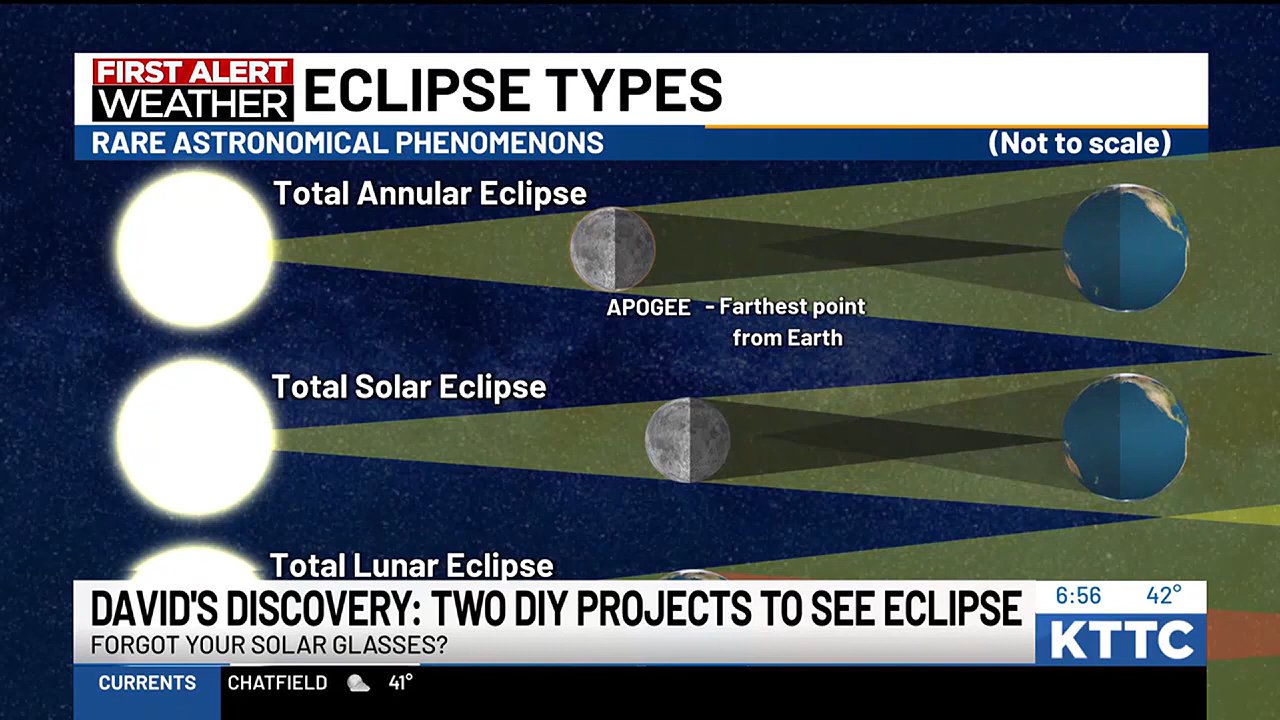 FIRST ALERT
WEATHER
ECLIPSE TYPES
RARE ASTRONOMICAL PHENOMENONS
(Not to scale)
Total Annular Eclipse
APOGEE - Farthest point
from Earth
Total Solar Eclipse
Total Lunar Eclipse
DAVID'S DISCOVERY: TWO DIY PROJECTS TO SEE ECLIPSE
FORGOT YOUR SOLAR GLASSES?
6:56 42°
KTTC
CURRENTS CHATFIELD 41°